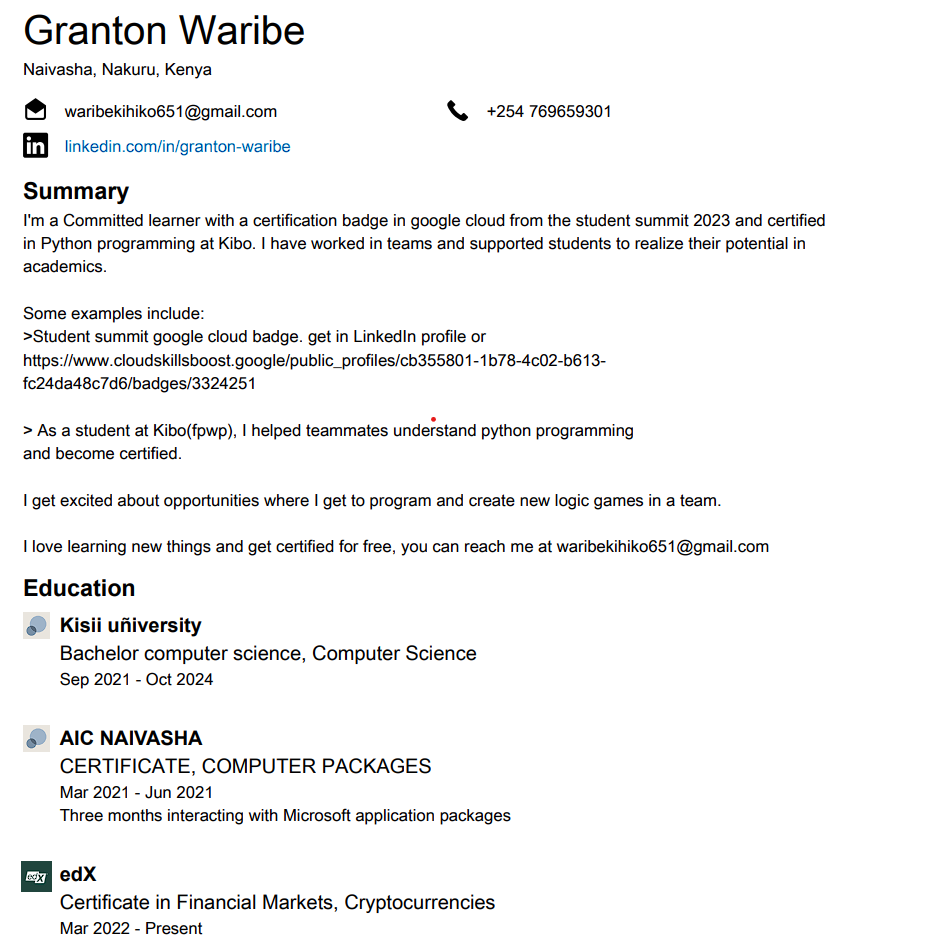 Granton Waribe
Naivasha, Nakuru, Kenya
waribekihiko651@gmail.com
+254 769659301
in
linkedin.com/in/granton-waribe
Summary
I'm a Committed learner with a certification badge in google cloud from the student summit 2023 and certified
in Python programming at Kibo. I have worked in teams and supported students to realize their potential in
academics.
Some examples include:
>Student summit google cloud badge. get in LinkedIn profile or
https://www.cloudskillsboost.google/public_profiles/cb355801-1b78-4c02-b613-
fc24da48c7d6/badges/3324251
> As a student at Kibo(fpwp), I helped teammates understand python programming
and become certified.
I get excited about opportunities where I get to program and create new logic games in a team.
I love learning new things and get certified for free, you can reach me at waribekihiko651@gmail.com
Education
Kisii uñiversity
Bachelor computer science, Computer Science
Sep 2021 - Oct 2024
AIC NAIVASHA
CERTIFICATE, COMPUTER PACKAGES
Mar 2021 - Jun 2021
Three months interacting with Microsoft application packages
edX
edX
Certificate in Financial Markets, Cryptocurrencies
Mar 2022 - Present